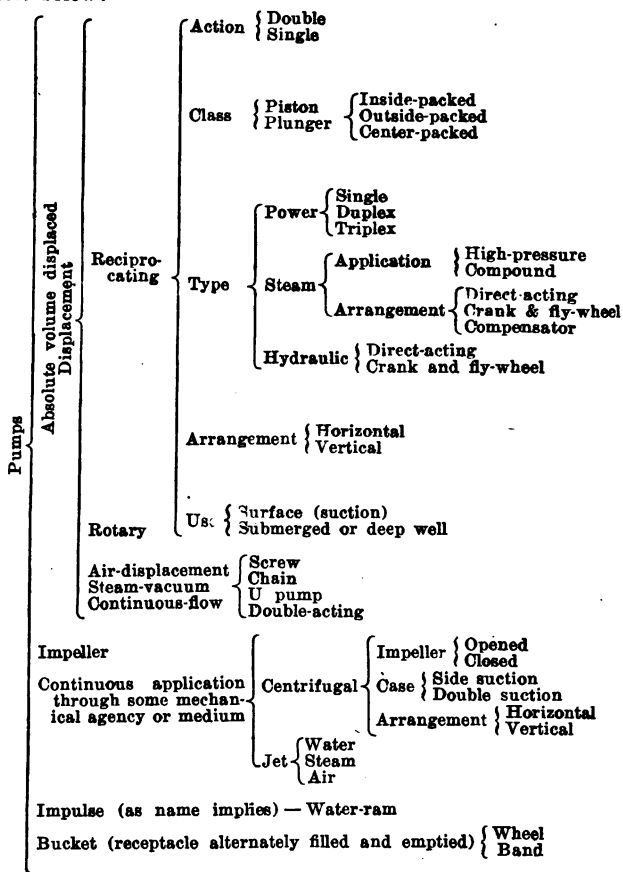 Pumps
Absolute volume displaced
Displacement
Recipro-
cating
Action
Double
Single
Class
Piston
Plunger
Inside-packed
Outside-packed
Center-packed
Type
Power
Single
Duplex
Triplex
Steam
Application
High-pressure
Compound
Arrangement
Direct-acting
Crank & fly-wheel
Compensator
Hydraulic
Direct-acting
Crank and fly-wheel
Arrangement
Horizontal
Vertical
Surface (suction)
Submerged or deep well
Rotary
Air-displacement
Steam-vacuum
Continuous-flow
Screw
Chain
U pump
Double-acting
Impeller
Continuous application
through some mechan-
ical agency or medium
Centrifugal
Impeller
Opened
Closed
Case
Side suction
Double suction
Arrangement
Horizontal
Vertical
Jet
Water
Steam
Air
Impulse (as name implies) — Water-ram
Bucket (receptacle alternately filled and emptied)
Wheel
Band